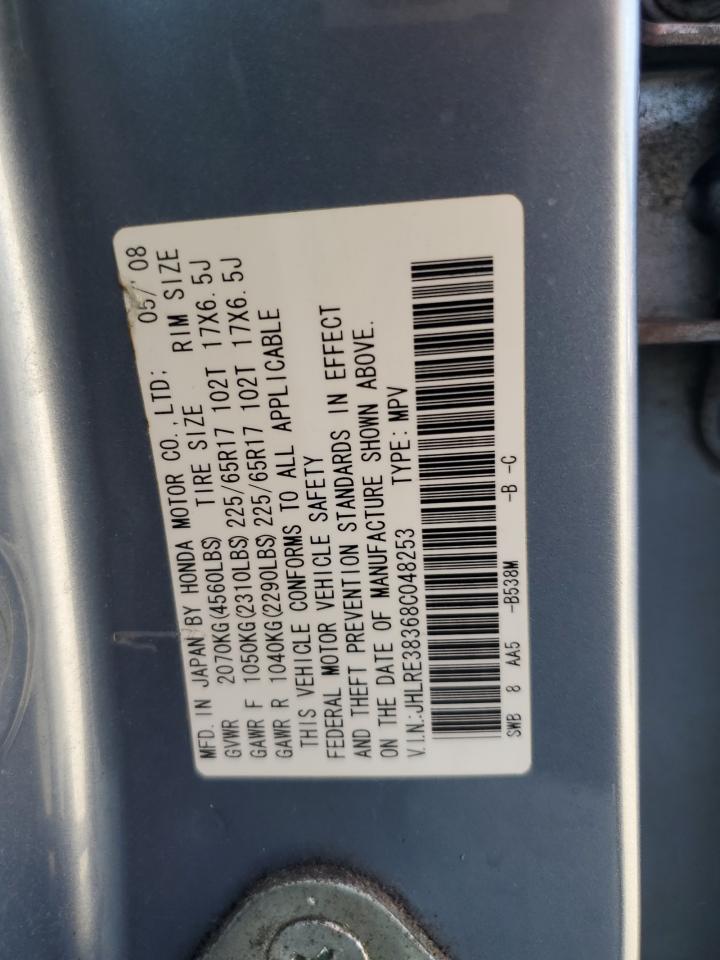 MFD. IN JAPAN BY HONDA MOTOR CO., LTD: 05/'08
GVWR 2070KG(4560LBS) TIRE SIZE RIM SIZE
GAWR F 1050KG(2310LBS) 225/65R17 102T 17X6.5J
GAWR R 1040KG(2290LBS) 225/65R17 102T 17X6.5J
THIS VEHICLE CONFORMS TO ALL APPLICABLE
FEDERAL MOTOR VEHICLE SAFETY
AND THEFT PREVENTION STANDARDS IN EFFECT
ON THE DATE OF MANUFACTURE SHOWN ABOVE.
V.I.N.:JHLRE38368C048253 TYPE:MPV
SWB 8 AA5 -B538M -B -C